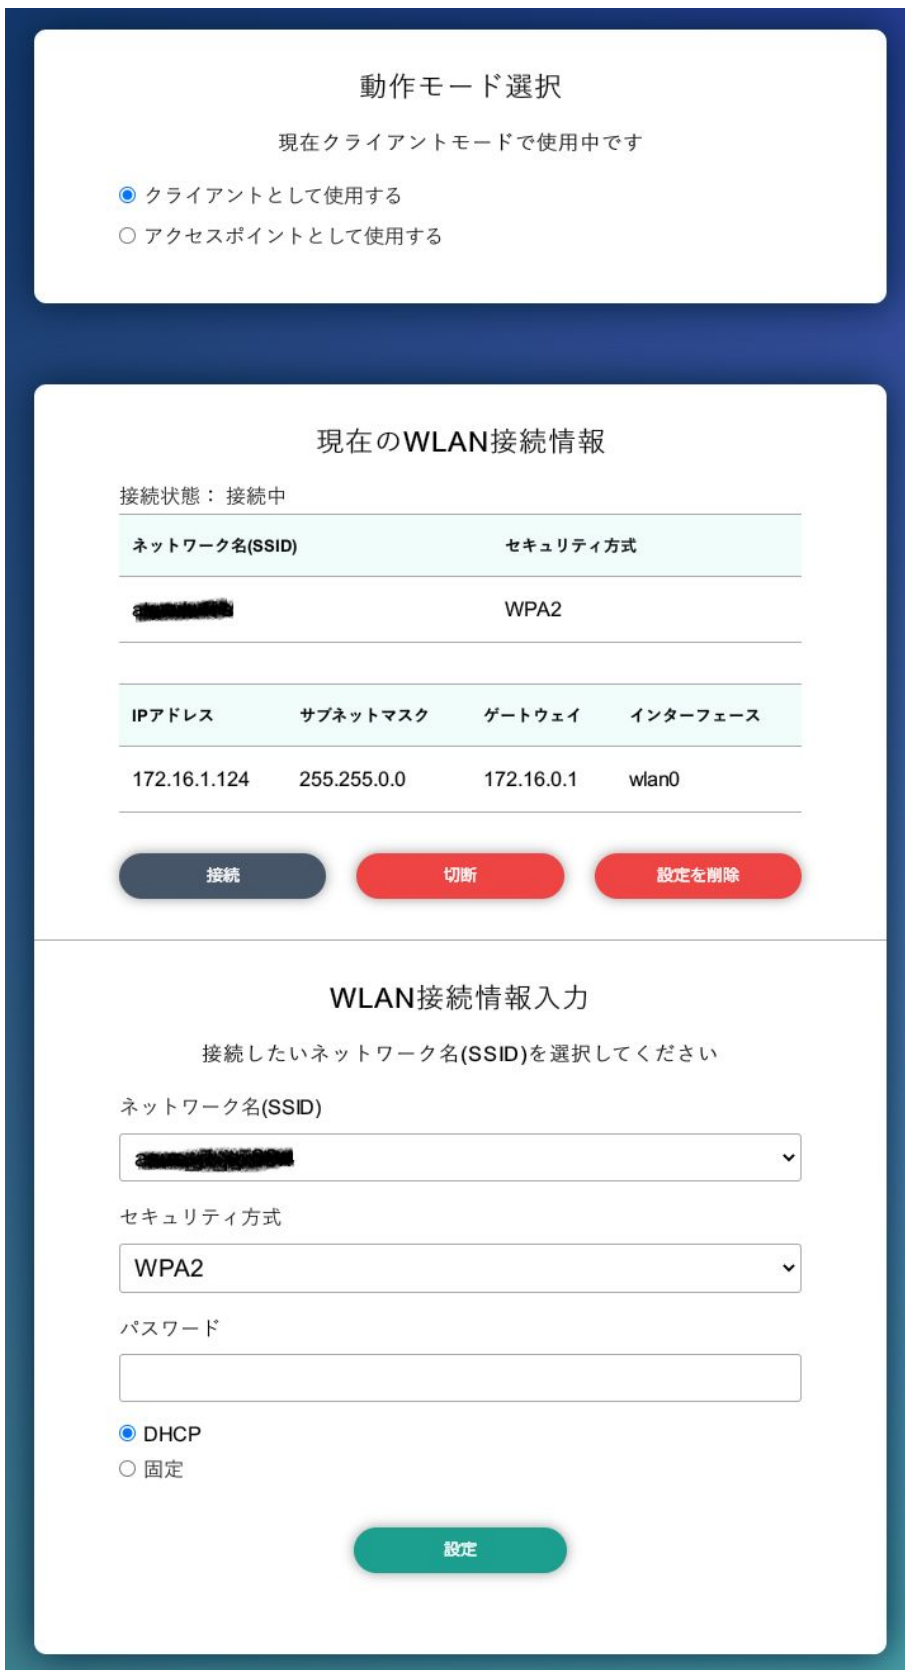 動作モード選択
現在クライアントモードで使用中です
クライアントとして使用する
アクセスポイントとして使用する
現在のWLAN接続情報
接続状態： 接続中
ネットワーク名(SSID) セキュリティ方式
WPA2
IPアドレス サブネットマスク ゲートウェイ インターフェース
172.16.1.124 255.255.0.0 172.16.0.1 wlan0
接続 切断 設定を削除
WLAN接続情報入力
接続したいネットワーク名(SSID)を選択してください
ネットワーク名(SSID)
セキュリティ方式
WPA2
パスワード
DHCP
固定
設定